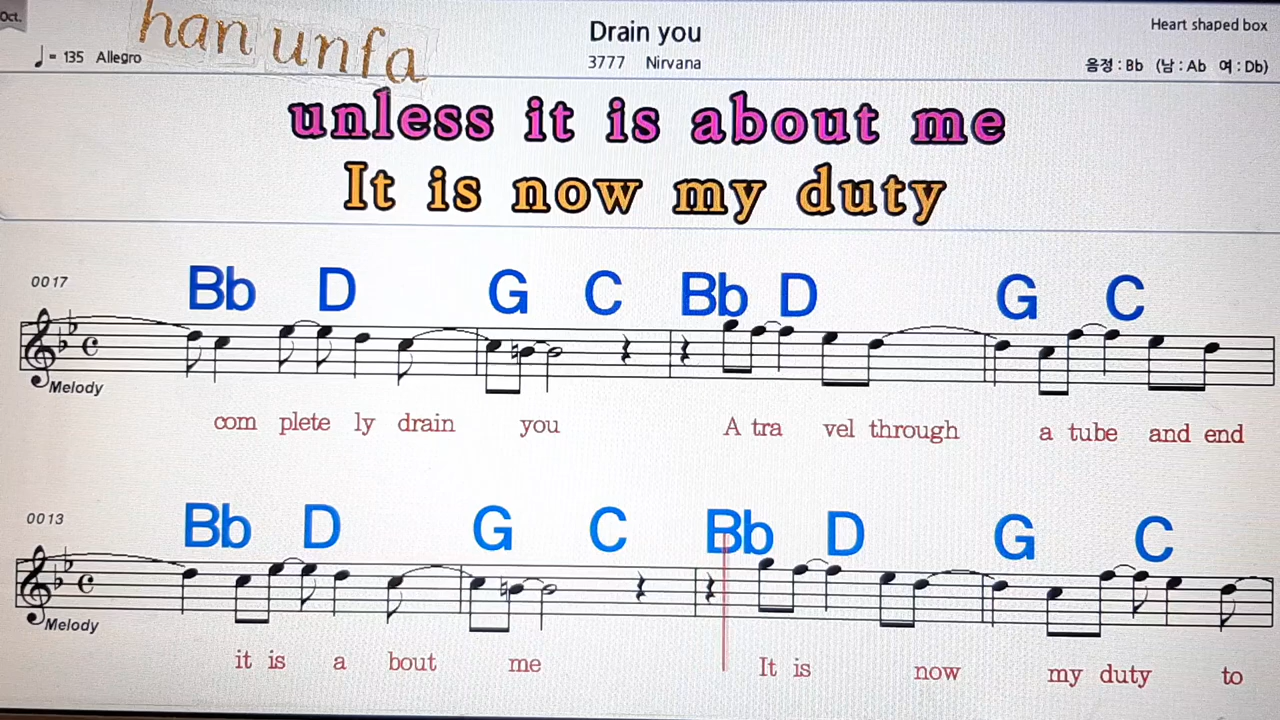 Oct.
han unfa
Drain you
Heart shaped box
♩= 135 Allegro
3777 Nirvana
음정 : Bb (남 : Ab 여 : Db)
unless it is about me
It is now my duty
0017
Bb D G C Bb D G C
Melody
com plete ly drain you A tra vel through a tube and end
0013
Bb D G C Bb D G C
Melody
it is a bout me It is now my duty to